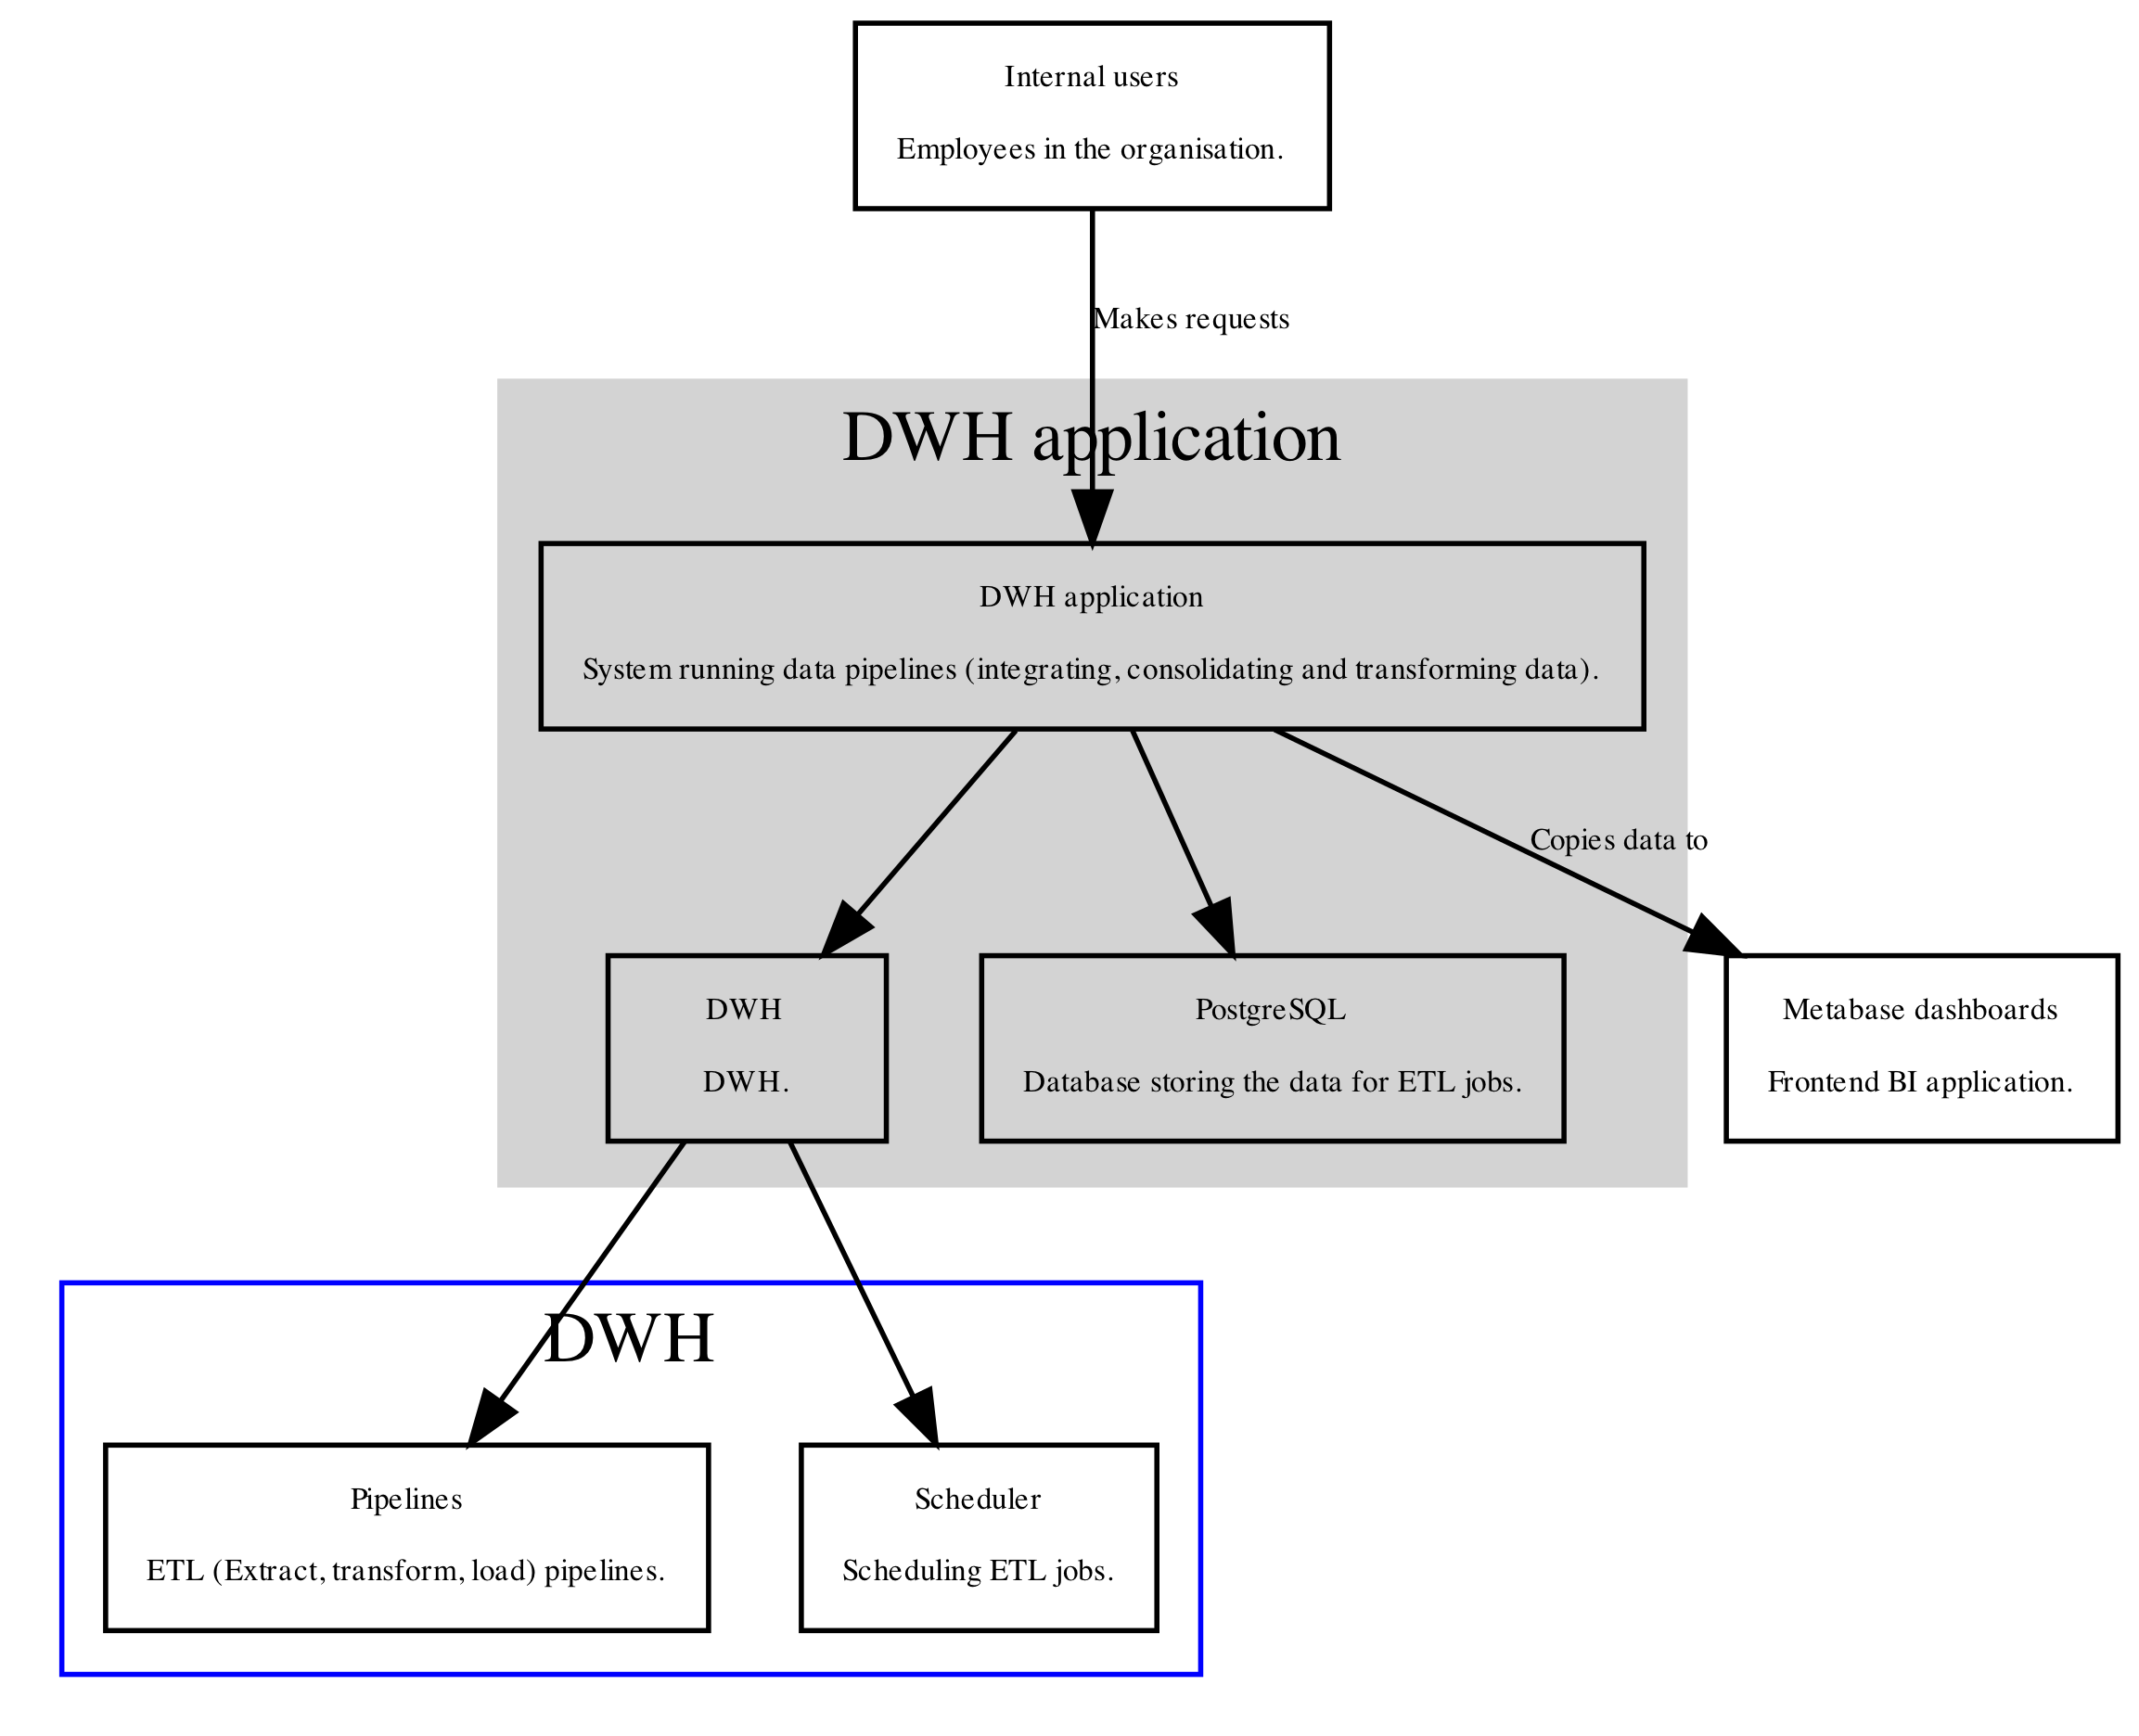 Internal users
Employees in the organisation.
Makes requests
DWH application
DWH application
System running data pipelines (integrating, consolidating and transforming data).
Copies data to
DWH
DWH.
PostgreSQL
Database storing the data for ETL jobs.
Metabase dashboards
Frontend BI application.
DWH
Pipelines
ETL (Extract, transform, load) pipelines.
Scheduler
Scheduling ETL jobs.